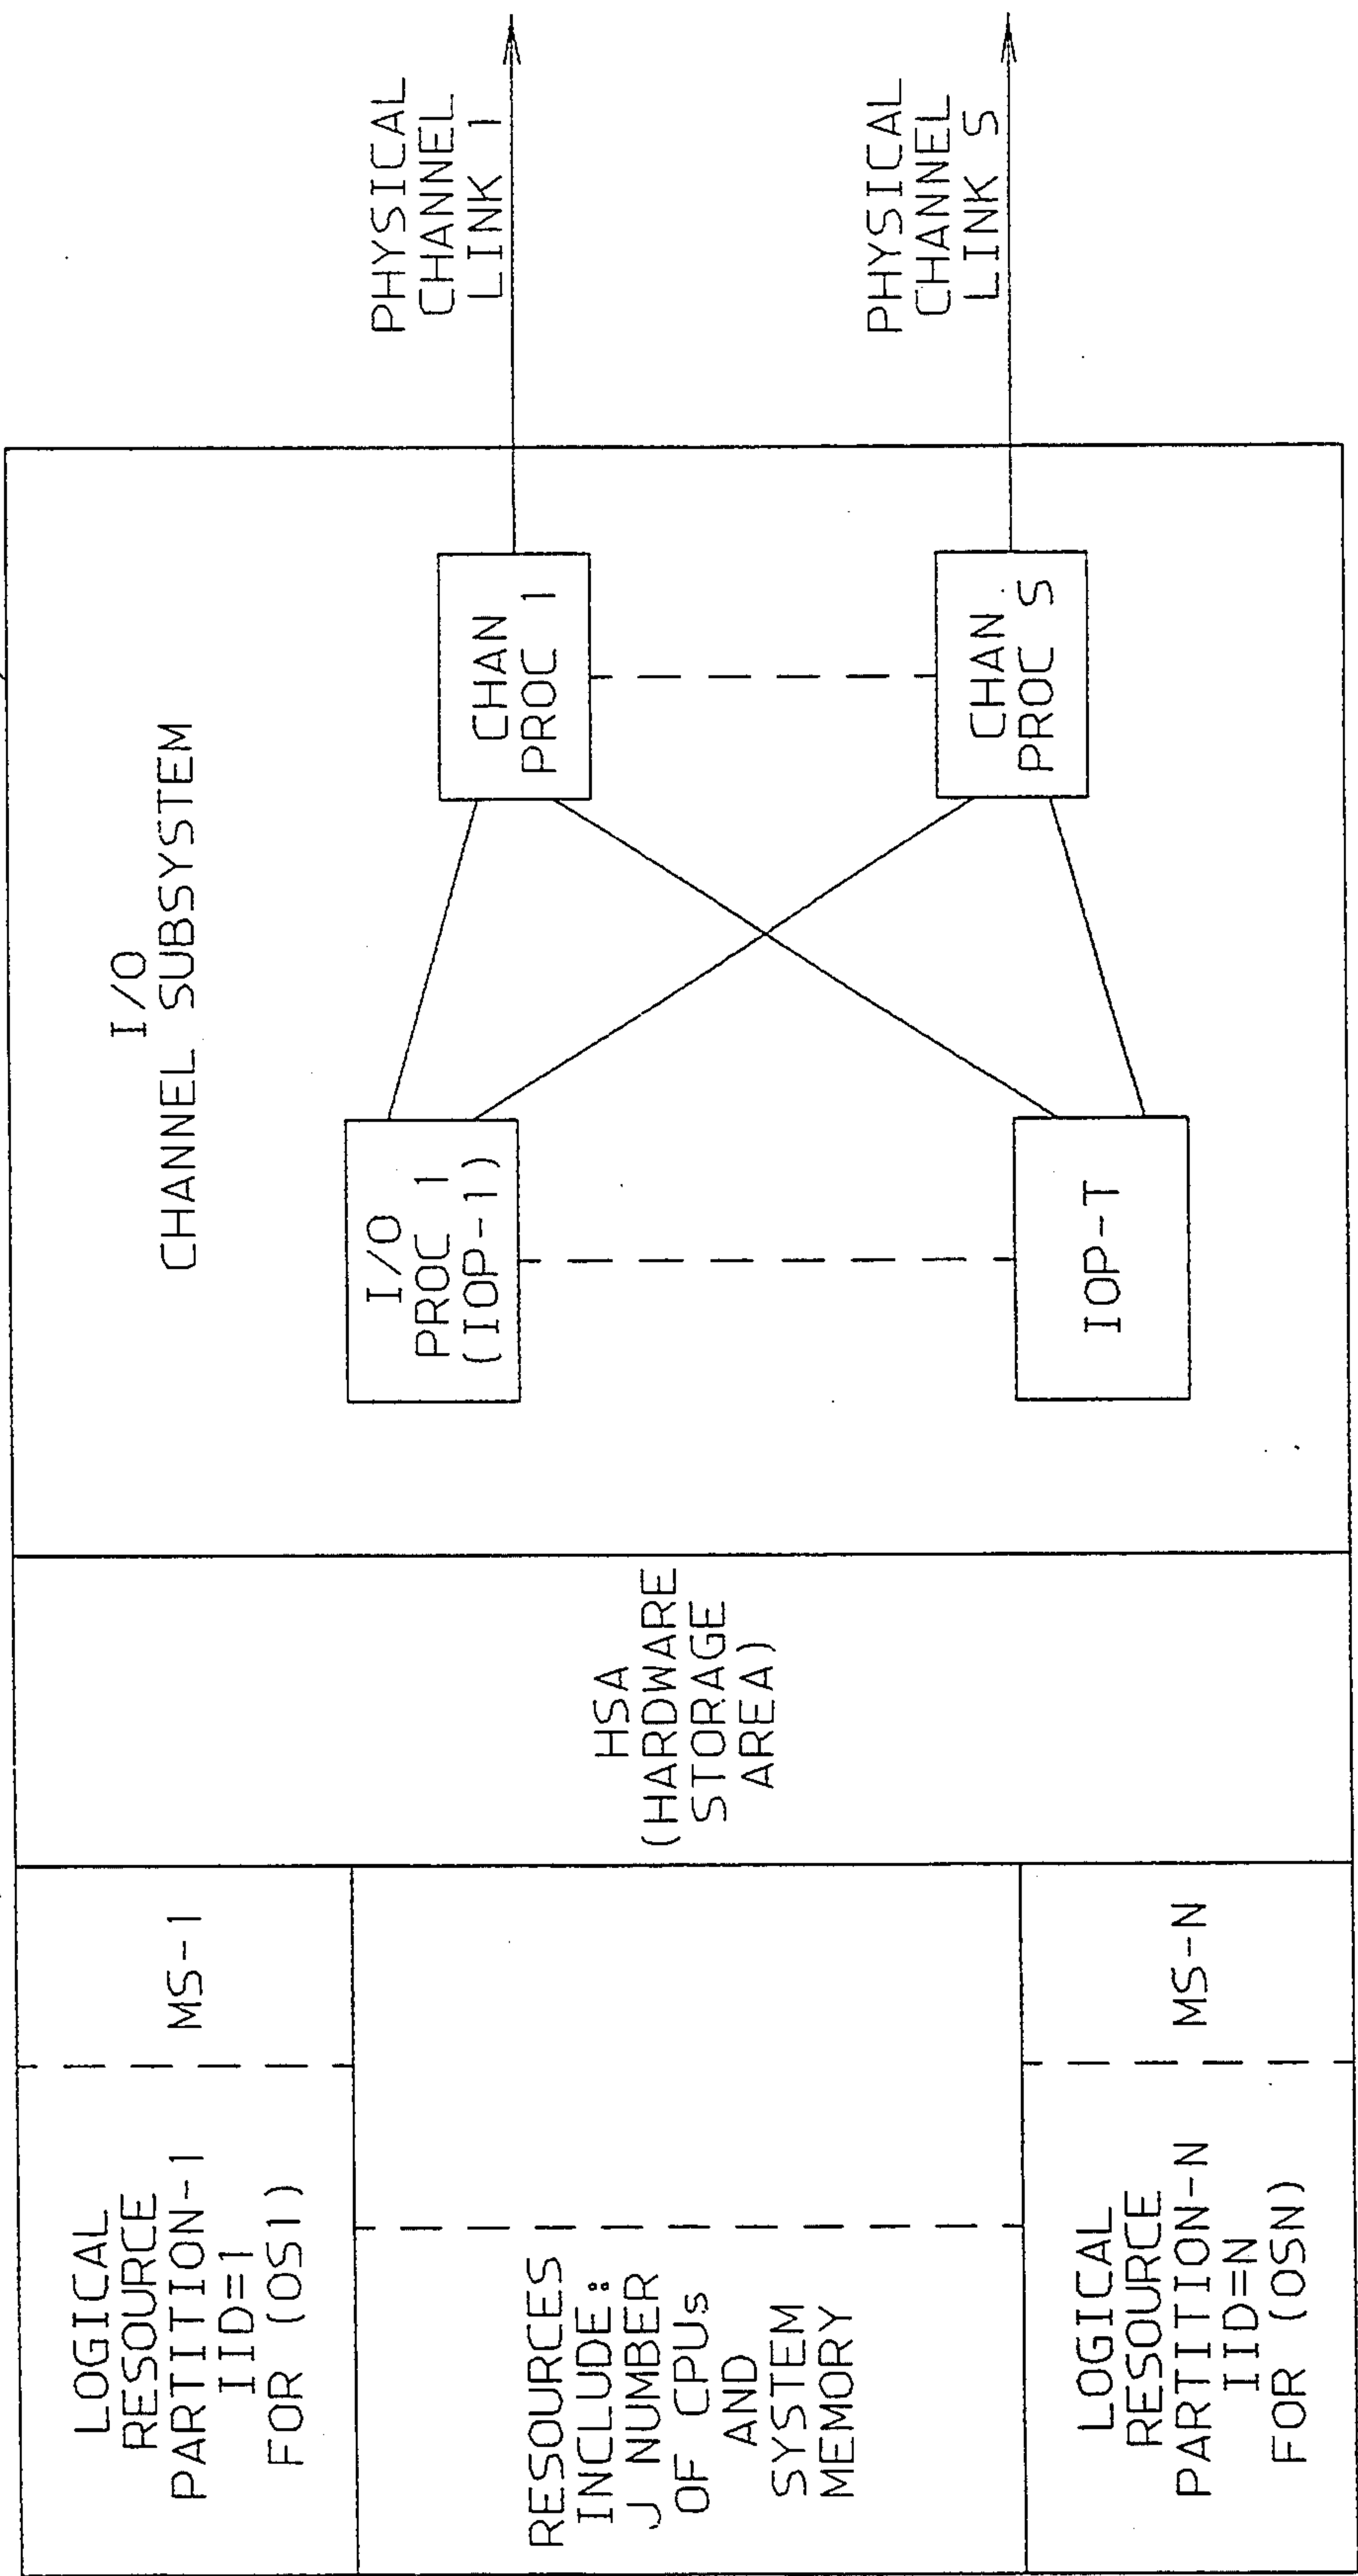 LOGICAL
RESOURCE
PARTITION-1
IID=1
FOR (OS1)
MS-1
RESOURCES
INCLUDE:
J NUMBER
OF CPUs
AND
SYSTEM
MEMORY
LOGICAL
RESOURCE
PARTITION-N
IID=N
FOR (OSN)
MS-N
HSA
(HARDWARE
STORAGE
AREA)
I/O
CHANNEL SUBSYSTEM
I/O
PROC 1
(IOP-1)
IOP-T
CHAN
PROC 1
CHAN
PROC S
PHYSICAL
CHANNEL
LINK 1
PHYSICAL
CHANNEL
LINK S